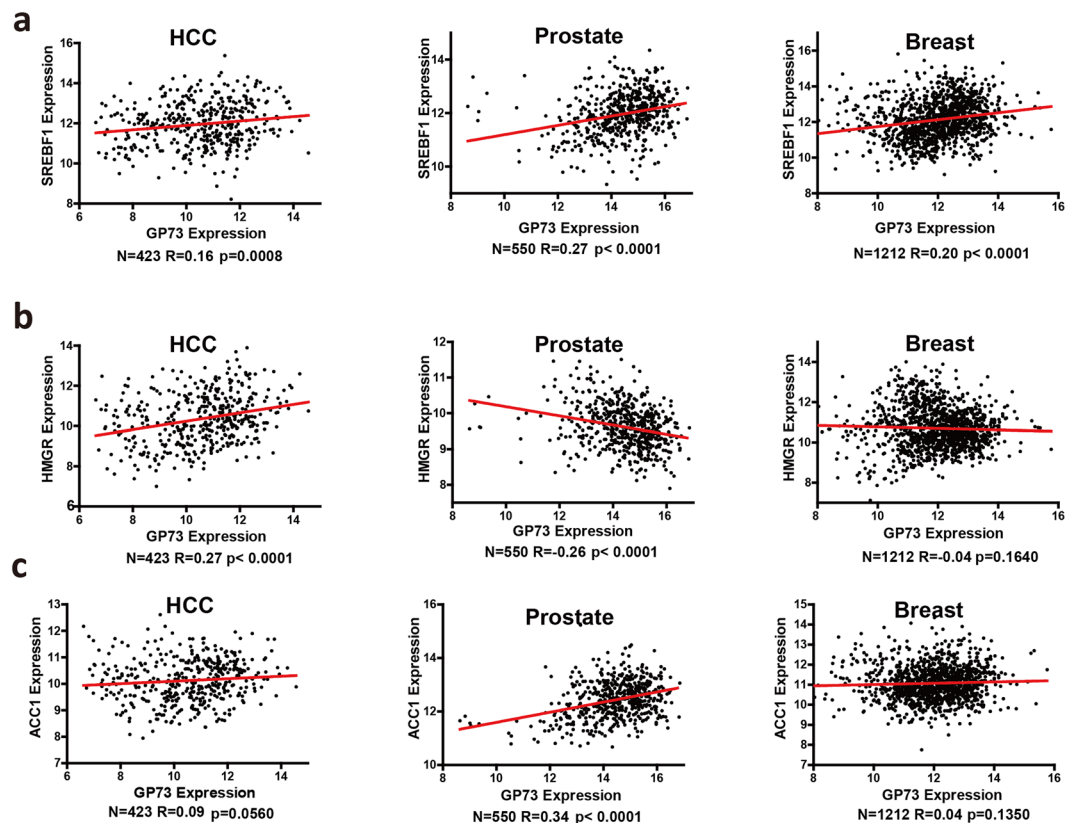 a
HCC
Prostate
Breast
SREBF1 Expression
16
14
12
10
8
6 8 10 12 14
GP73 Expression
N=423 R=0.16 p=0.0008
SREBF1 Expression
14
12
10
8 10 12 14 16
GP73 Expression
N=550 R=0.27 p< 0.0001
SREBF1 Expression
16
14
12
10
8
8 10 12 14 16
GP73 Expression
N=1212 R=0.20 p< 0.0001
b
HCC
Prostate
Breast
HMGR Expression
14
12
10
8
6
6 8 10 12 14
GP73 Expression
N=423 R=0.27 p< 0.0001
HMGR Expression
12
11
10
9
8
8 10 12 14 16
GP73 Expression
N=550 R=-0.26 p< 0.0001
HMGR Expression
14
12
10
8
8 10 12 14 16
GP73 Expression
N=1212 R=-0.04 p=0.1640
c
HCC
Prostate
Breast
ACC1 Expression
13
12
11
10
9
8
7
6 8 10 12 14
GP73 Expression
N=423 R=0.09 p=0.0560
ACC1 Expression
16
14
12
10
8 10 12 14 16
GP73 Expression
N=550 R=0.34 p< 0.0001
ACC1 Expression
15
14
13
12
11
10
9
8
7
8 10 12 14 16
GP73 Expression
N=1212 R=0.04 p=0.1350